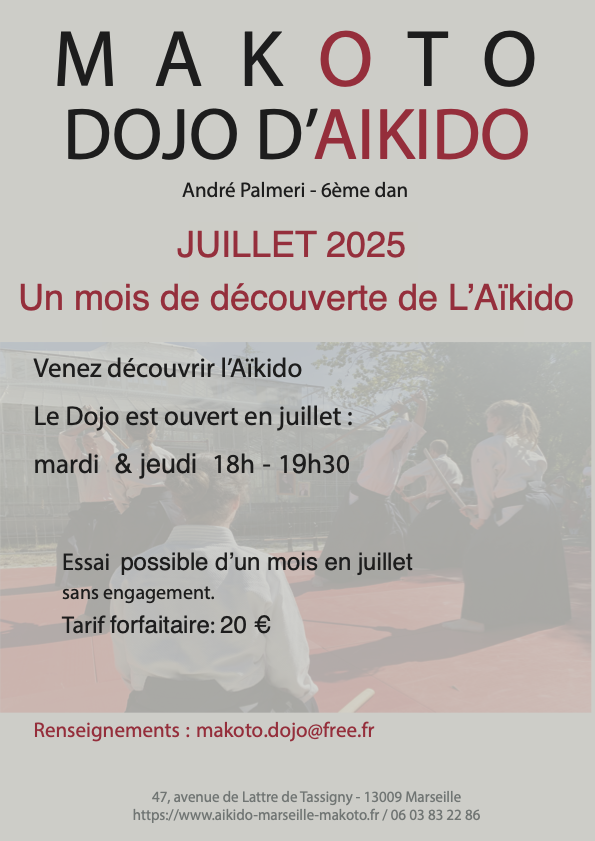 MAKOTO
DOJO D’AIKIDO
André Palmeri - 6ème dan
JUILLET 2025
Un mois de découverte de L’Aïkido
Venez découvrir l’Aïkido
Le Dojo est ouvert en juillet :
mardi & jeudi 18h - 19h30
Essai possible d’un mois en juillet
sans engagement.
Tarif forfaitaire: 20 €
Renseignements : makoto.dojo@free.fr
47, avenue de Lattre de Tassigny - 13009 Marseille
https://www.aikido-marseille-makoto.fr / 06 03 83 22 86